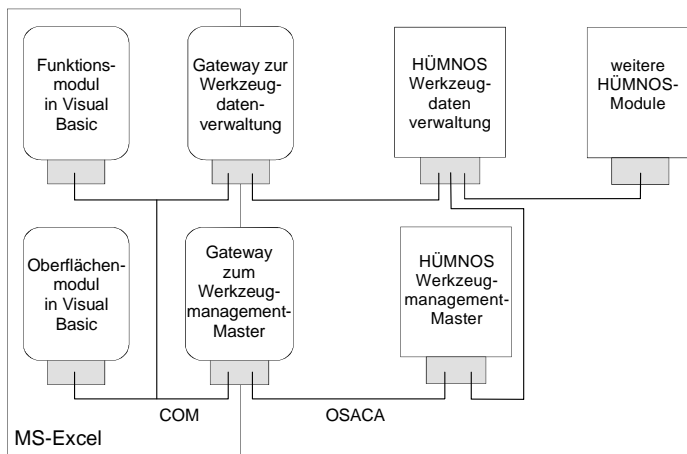 Funktions-
modul
in Visual
Basic
Gateway zur
Werkzeug-
daten-
verwaltung
HÜMNOS
Werkzeug-
daten
verwaltung
weitere
HÜMNOS-
Module
Oberflächen-
modul
in Visual
Basic
Gateway
zum
Werkzeug-
management-
Master
HÜMNOS
Werkzeug-
management-
Master
COM
OSACA
MS-Excel